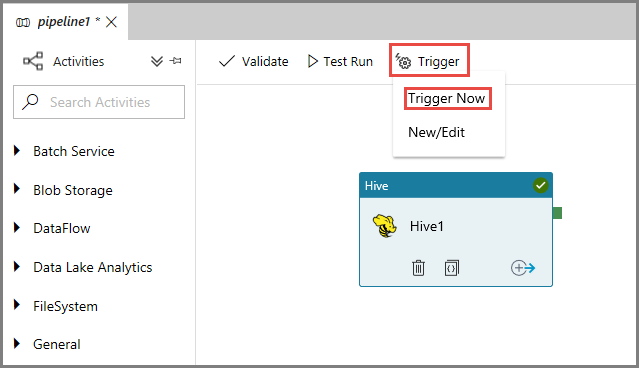 pipeline1 *
Activities
Search Activities
Batch Service
Blob Storage
DataFlow
Data Lake Analytics
FileSystem
General
Validate
Test Run
Trigger
Trigger Now
New/Edit
Hive
Hive1